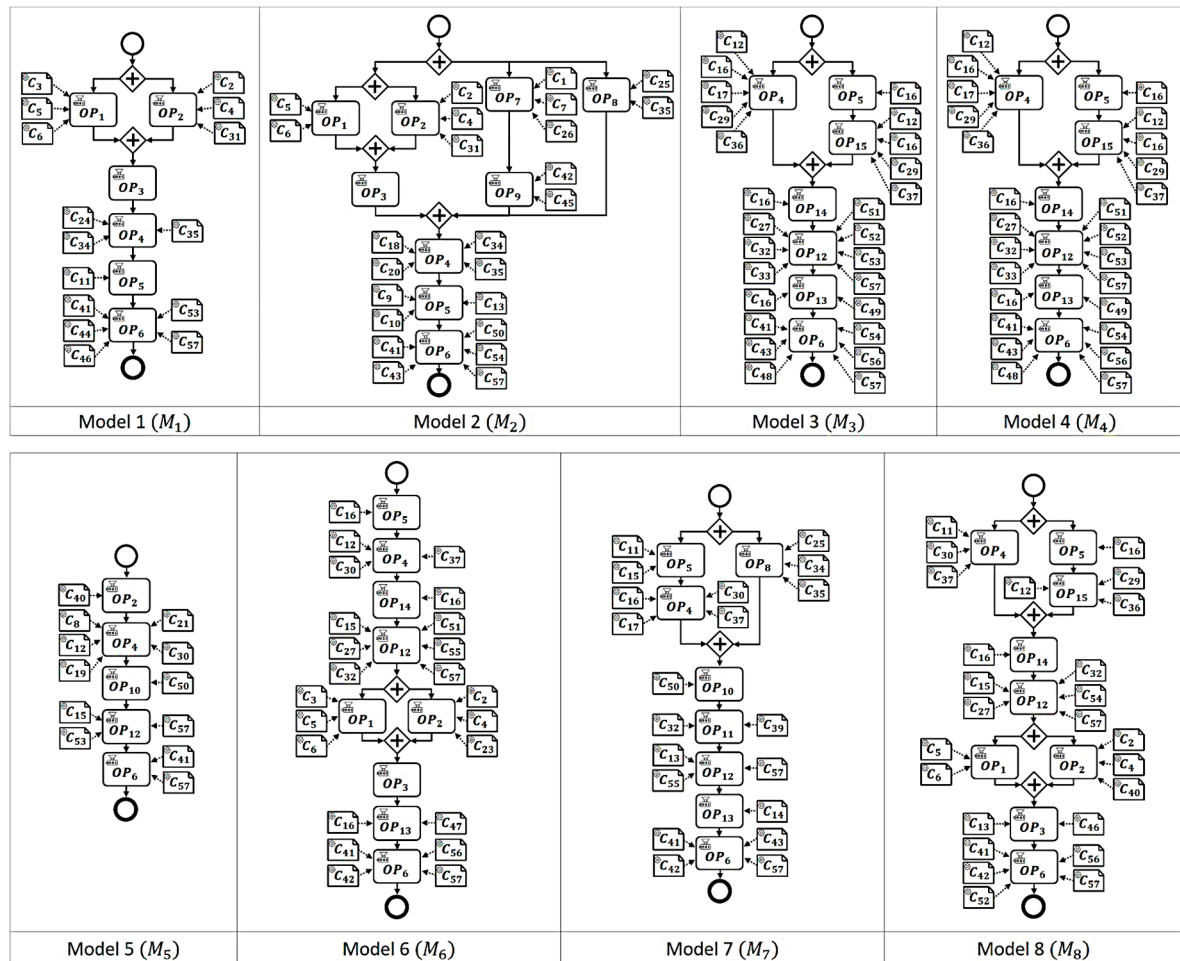 C3 C2
C5 OP1 OP2 C4
C6 C31
OP3
C24 C35
C34 OP4
C11 OP5
C41 C53
C44 OP6 C57
C46
Model 1 (M1)
C5 OP1 OP2 C2
C6 C4
C31
OP7 C1
C7
C26
OP8 C25
C35
OP3 OP9 C42
C45
C18 C34
C20 OP4 C35
C9 OP5 C13
C10
C50
C41 OP6 C54
C43 C57
Model 2 (M2)
C12
C16 OP4 OP5 C16
C17
C29 C12
C36 OP15 C16
C29
C37
C16 OP14 C51
C27 C52
C32 OP12 C53
C33 C57
C16 OP13 C49
C41 C54
C43 OP6 C56
C48 C57
Model 3 (M3)
C12
C16 OP4 OP5 C16
C17
C29 C12
C36 OP15 C16
C29
C37
C16 OP14 C51
C27 C52
C32 OP12 C53
C33 C57
C16 OP13 C49
C41 C54
C43 OP6 C56
C48 C57
Model 4 (M4)
C40 OP2
C8 C21
C12 OP4 C30
C19
OP10 C50
C15 OP12 C57
C53
OP6 C41
C57
Model 5 (M5)
C16 OP5
C12 OP4 C37
C30
OP14 C16
C15 C51
C27 OP12 C55
C32 C57
C3 C2
C5 OP1 OP2 C4
C6 C23
OP3
C16 OP13 C47
C41 C56
C42 OP6 C57
Model 6 (M6)
C11 OP5 OP8 C25
C15 C34
C35
C16 OP4 C30
C17 C37
C50 OP10
C32 OP11 C39
C13 OP12 C57
C55
OP13 C14
C41 C43
C42 OP6 C57
Model 7 (M7)
C11
C30 OP4 OP5 C16
C37
C12 OP15 C29
C36
C16 OP14
C15 C32
C27 OP12 C54
C57
C5 OP1 OP2 C2
C6 C4
C40
C13 OP3 C46
C41 C56
C42 OP6 C57
C52
Model 8 (M8)